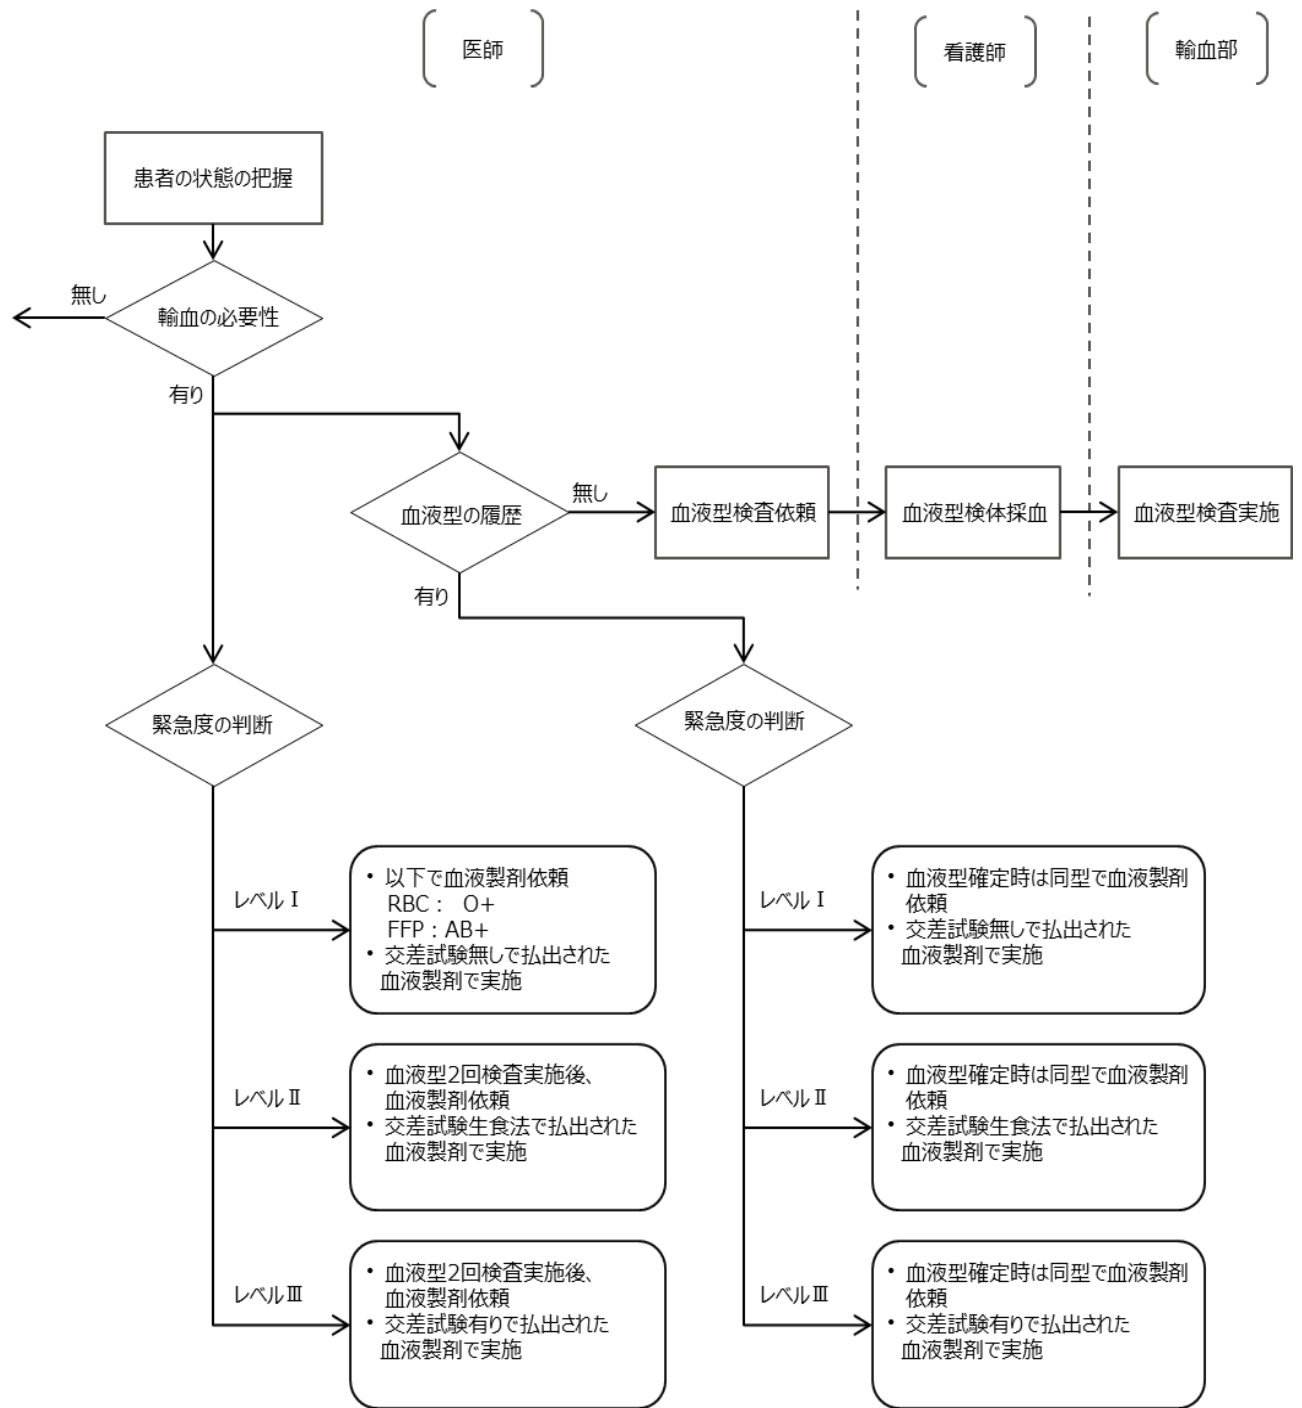 医師
看護師
輸血部
患者の状態の把握
無し
輸血の必要性
有り
血液型の履歴
無し
血液型検査依頼
血液型検体採血
血液型検査実施
有り
緊急度の判断
緊急度の判断
レベルⅠ
• 以下で血液製剤依頼
RBC： O+
FFP：AB+
• 交差試験無しで払出された
血液製剤で実施
レベルⅠ
• 血液型確定時は同型で血液製剤
依頼
• 交差試験無しで払出された
血液製剤で実施
レベルⅡ
• 血液型2回検査実施後、
血液製剤依頼
• 交差試験生食法で払出された
血液製剤で実施
レベルⅡ
• 血液型確定時は同型で血液製剤
依頼
• 交差試験生食法で払出された
血液製剤で実施
レベルⅢ
• 血液型2回検査実施後、
血液製剤依頼
• 交差試験有りで払出された
血液製剤で実施
レベルⅢ
• 血液型確定時は同型で血液製剤
依頼
• 交差試験有りで払出された
血液製剤で実施